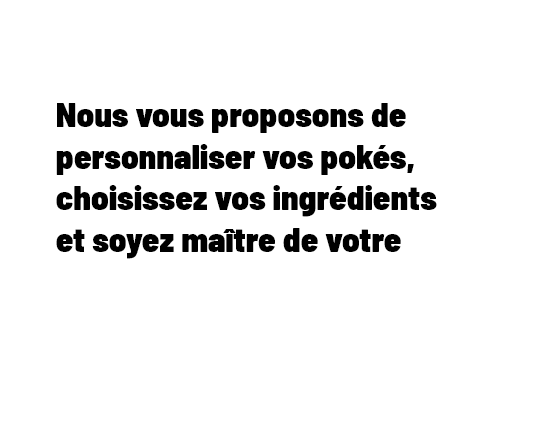 Nous vous proposons de
personnaliser vos pokés,
choisissez vos ingrédients
et soyez maître de votre